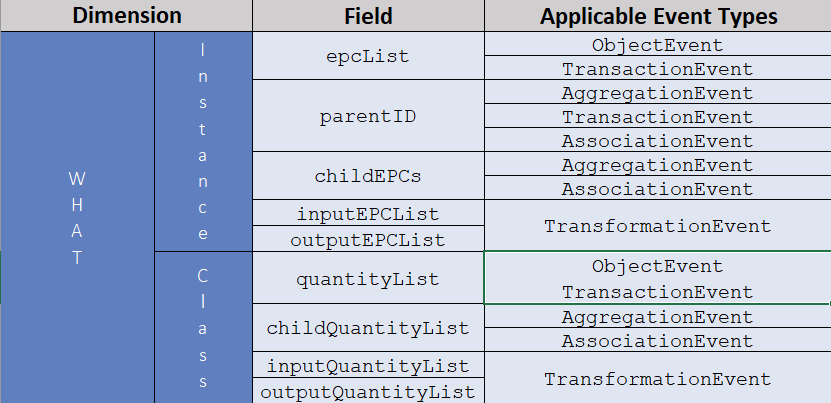 Dimension Field Applicable Event Types
WHAT
Instance
epcList
ObjectEvent
TransactionEvent
parentID
AggregationEvent
TransactionEvent
AssociationEvent
childEPCs
AggregationEvent
AssociationEvent
inputEPCList
outputEPCList
TransformationEvent
Class
quantityList
ObjectEvent
TransactionEvent
childQuantityList
AggregationEvent
AssociationEvent
inputQuantityList
outputQuantityList
TransformationEvent